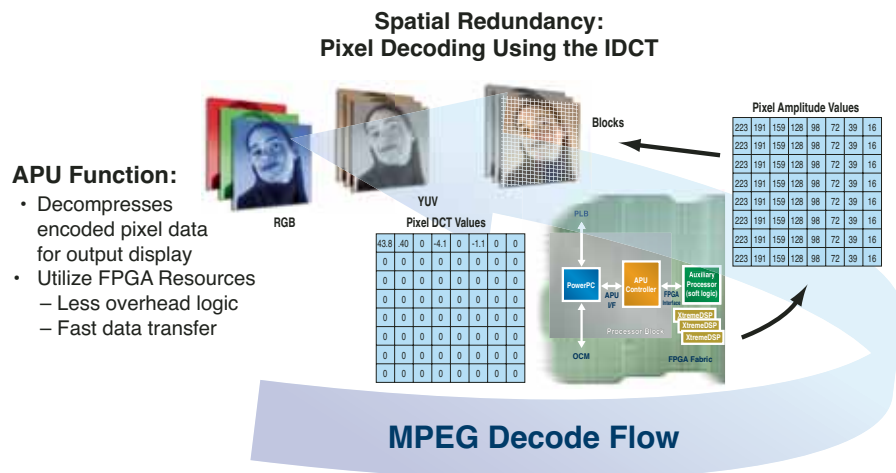 Spatial Redundancy:
Pixel Decoding Using the IDCT
APU Function:
• Decompresses
encoded pixel data
for output display
• Utilize FPGA Resources
– Less overhead logic
– Fast data transfer
RGB
YUV
Blocks
Pixel DCT Values
43.8 .40 0 -4.1 0 -1.1 0 0
0 0 0 0 0 0 0 0
0 0 0 0 0 0 0 0
0 0 0 0 0 0 0 0
0 0 0 0 0 0 0 0
0 0 0 0 0 0 0 0
0 0 0 0 0 0 0 0
0 0 0 0 0 0 0 0
PLB
PowerPC
APU
I/F
APU
Controller
FPGA
Interface
Auxiliary
Processor
(soft logic)
XtremeDSP
XtremeDSP
XtremeDSP
Processor Block
OCM
FPGA Fabric
Pixel Amplitude Values
223 191 159 128 98 72 39 16
223 191 159 128 98 72 39 16
223 191 159 128 98 72 39 16
223 191 159 128 98 72 39 16
223 191 159 128 98 72 39 16
223 191 159 128 98 72 39 16
223 191 159 128 98 72 39 16
223 191 159 128 98 72 39 16
MPEG Decode Flow